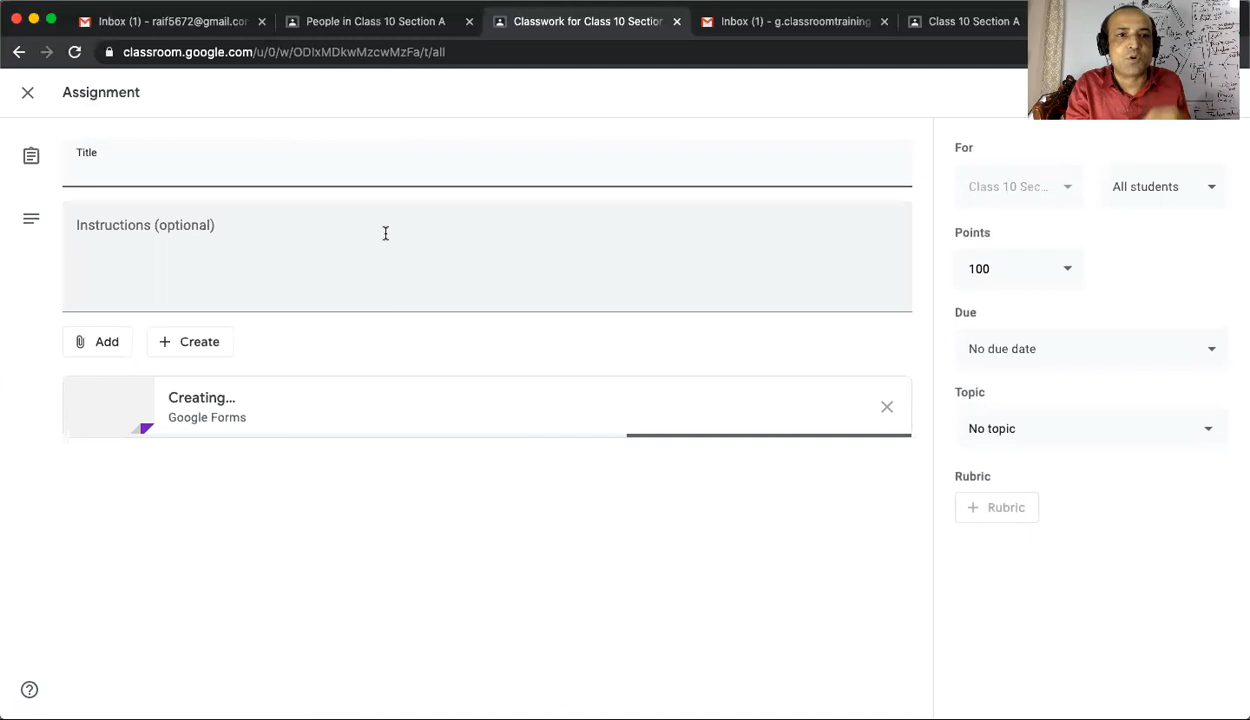 Inbox (1) - raif5672@gmail.cor
People in Class 10 Section A
Classwork for Class 10 Section
Inbox (1) - g.classroomtraining
Class 10 Section A
classroom.google.com/u/0/w/ODIxMDkwMzcwMzFa/t/all
Assignment
Title
Instructions (optional)
Add
Create
Creating...
Google Forms
For
Class 10 Sec...
All students
Points
100
Due
No due date
Topic
No topic
Rubric
Rubric